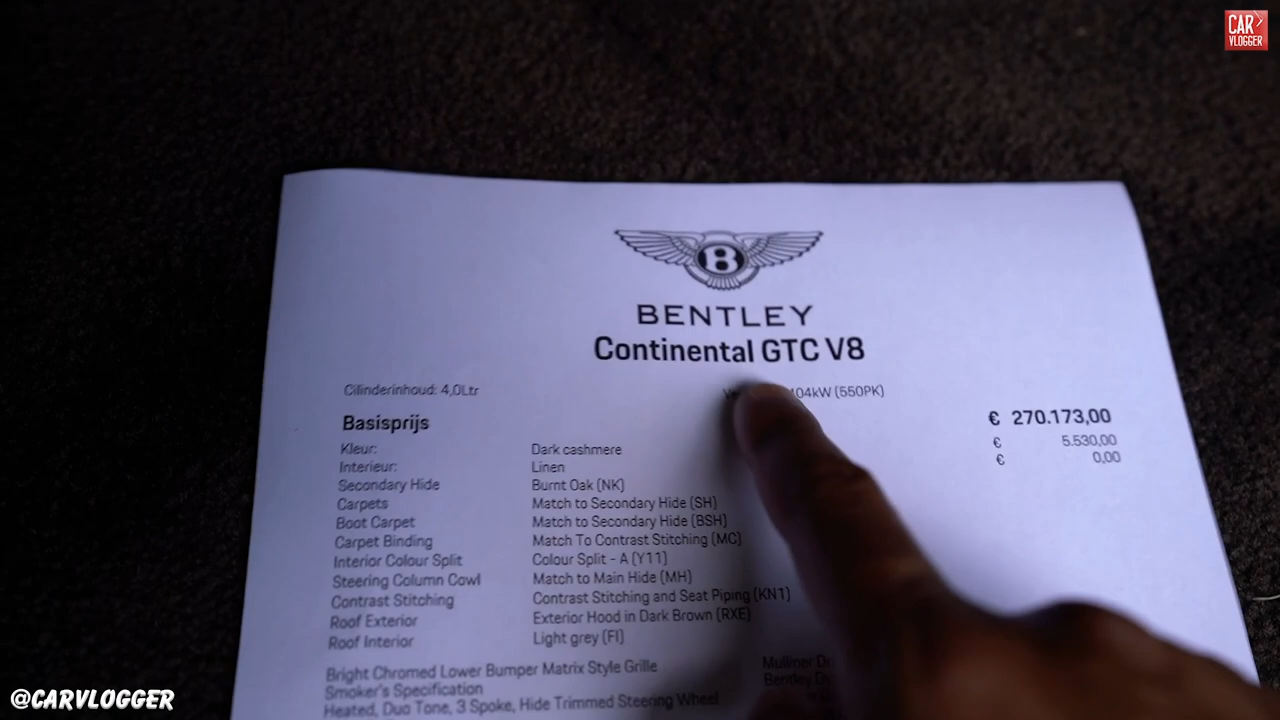 CAR
VLOGGER
B
BENTLEY
Continental GTC V8
Cilinderinhoud: 4,0Ltr 404kW (550PK)
Basisprijs € 270.173,00
Kleur: Dark cashmere € 5.530,00
Interieur: Linen € 0,00
Secondary Hide Burnt Oak (NK)
Carpets Match to Secondary Hide (SH)
Boot Carpet Match to Secondary Hide (BSH)
Carpet Binding Match To Contrast Stitching (MC)
Interior Colour Split Colour Split - A (Y11)
Steering Column Cowl Match to Main Hide (MH)
Contrast Stitching Contrast Stitching and Seat Piping (KN1)
Roof Exterior Exterior Hood in Dark Brown (RXE)
Roof Interior Light grey (FI)
Bright Chromed Lower Bumper Matrix Style Grille Mulliner
Smoker's Specification Bentley
Heated, Duo Tone, 3 Spoke, Hide Trimmed Steering Wheel
@CARVLOGGER